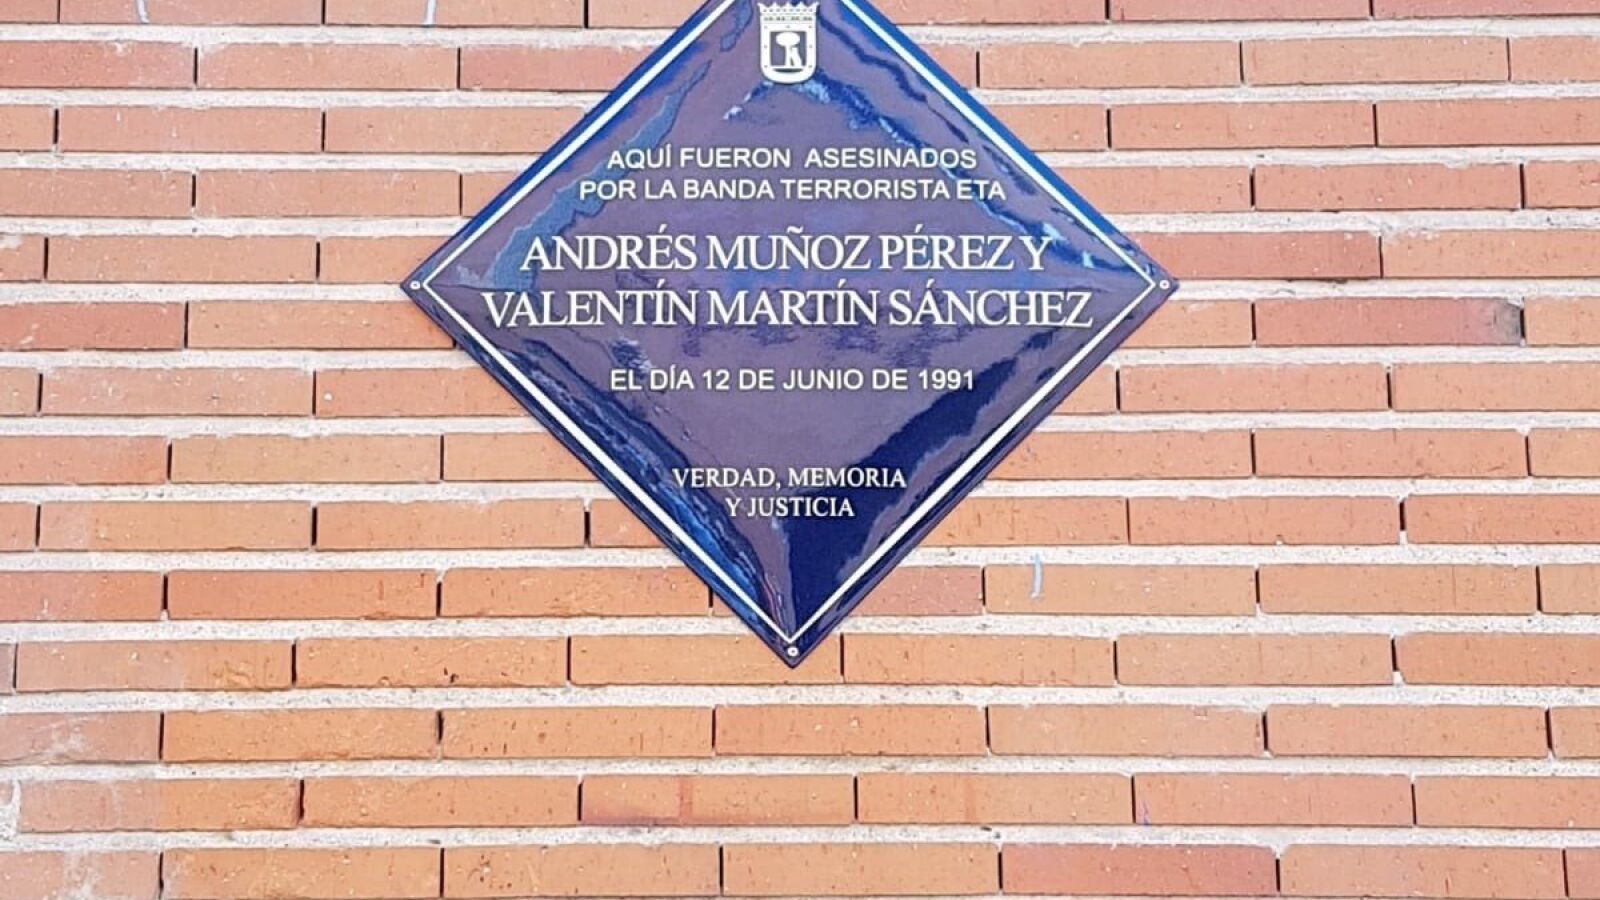 AQUÍ FUERON ASESINADOS
POR LA BANDA TERRORISTA ETA
ANDRÉS MUÑOZ PÉREZ Y
VALENTÍN MARTÍN SÁNCHEZ
EL DÍA 12 DE JUNIO DE 1991
VERDAD, MEMORIA
Y JUSTICIA